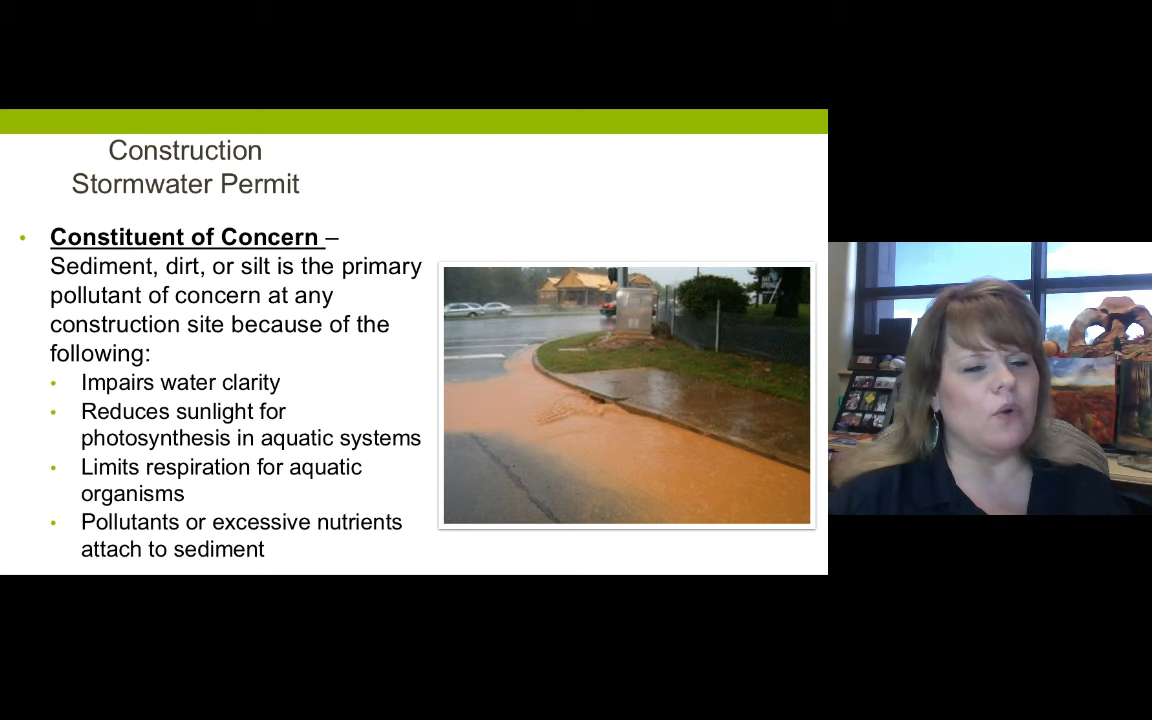 Construction
Stormwater Permit
• Constituent of Concern –
Sediment, dirt, or silt is the primary
pollutant of concern at any
construction site because of the
following:
• Impairs water clarity
• Reduces sunlight for
photosynthesis in aquatic systems
• Limits respiration for aquatic
organisms
• Pollutants or excessive nutrients
attach to sediment